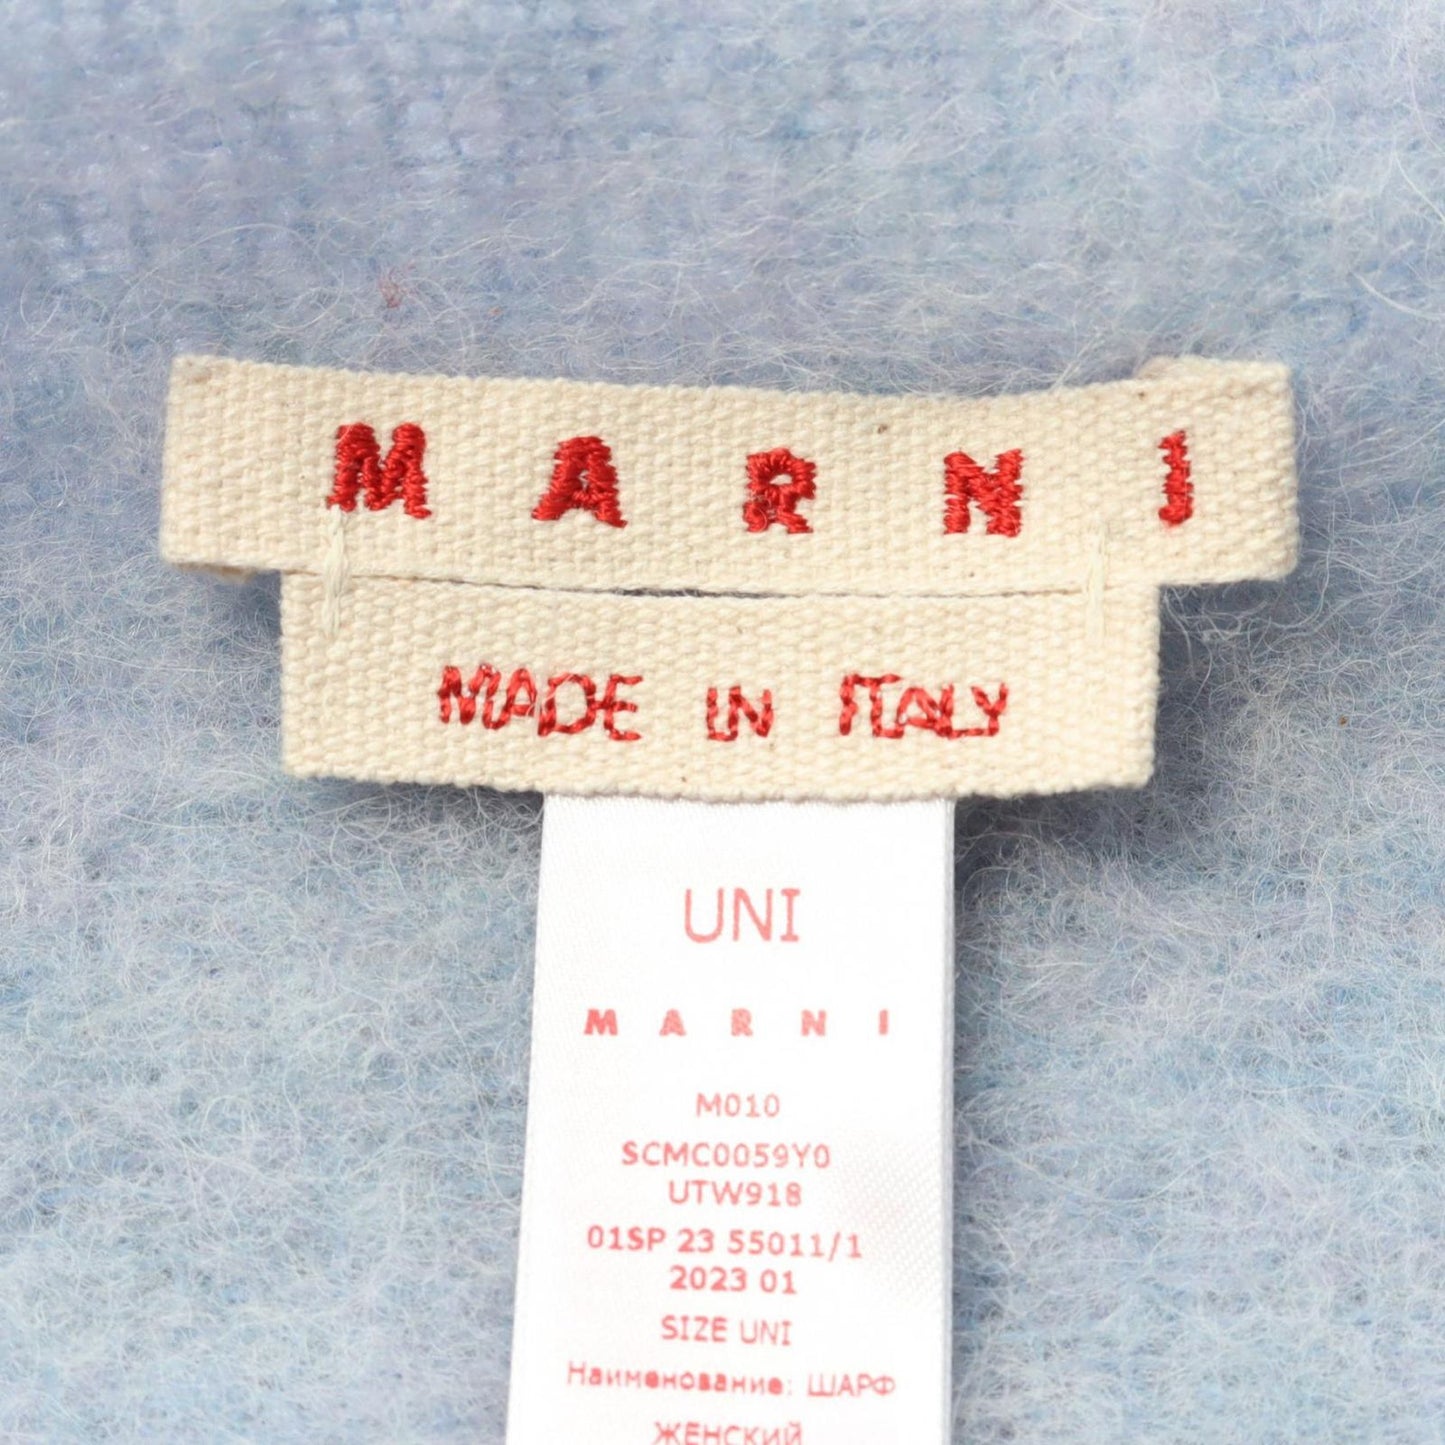 MARNI
MADE IN ITALY
UNI
MARNI
M010
SCMC0059Y0
UTW918
01SP 23 55011/1
2023 01
SIZE UNI
Наименование: ШАРФ
ЖЕНСКИЙ